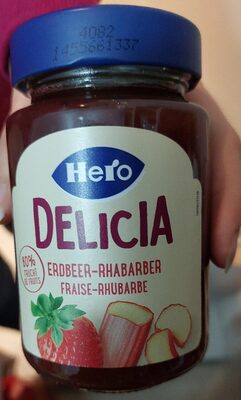 4082
1455661337
Hero
DELICIA
60%
FRUCHT
DE FRUITS
ERDBEER-RHABARBER
FRAISE-RHUBARBE